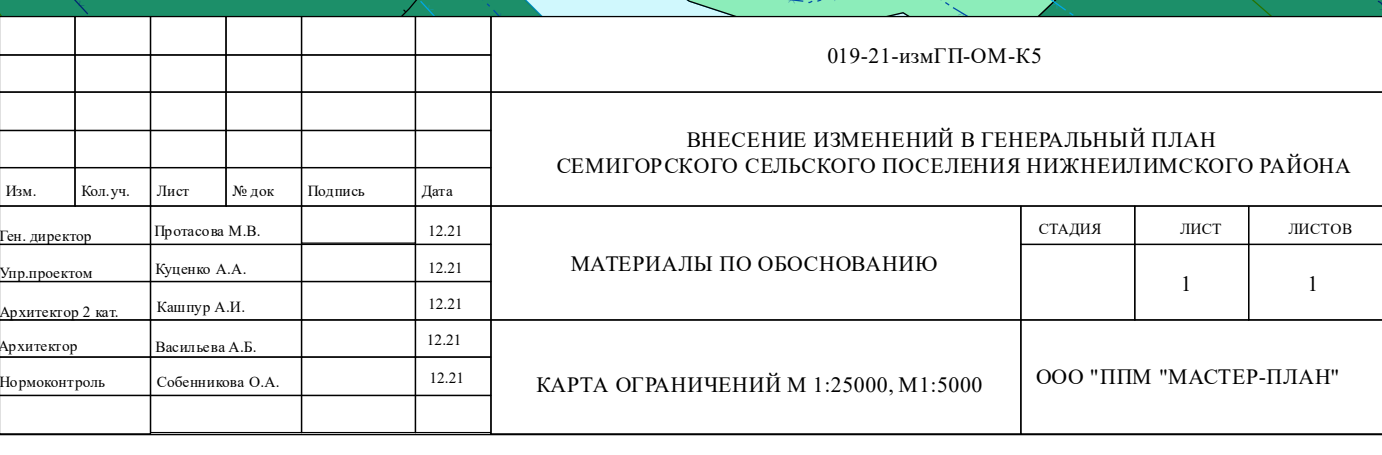 019-21-измГП-ОМ-К5
ВНЕСЕНИЕ ИЗМЕНЕНИЙ В ГЕНЕРАЛЬНЫЙ ПЛАН
СЕМИГОРСКОГО СЕЛЬСКОГО ПОСЕЛЕНИЯ НИЖНЕИЛИМСКОГО РАЙОНА
Изм. Кол.уч. Лист № док Подпись Дата
Ген. директор Протасова М.В. 12.21
Упр.проектом Куценко А.А. 12.21
Архитектор 2 кат. Кашпур А.И. 12.21
Архитектор Васильева А.Б. 12.21
Нормоконтроль Собенникова О.А. 12.21
МАТЕРИАЛЫ ПО ОБОСНОВАНИЮ
СТАДИЯ ЛИСТ ЛИСТОВ
1 1
КАРТА ОГРАНИЧЕНИЙ М 1:25000, М1:5000
ООО "ППМ "МАСТЕР-ПЛАН"